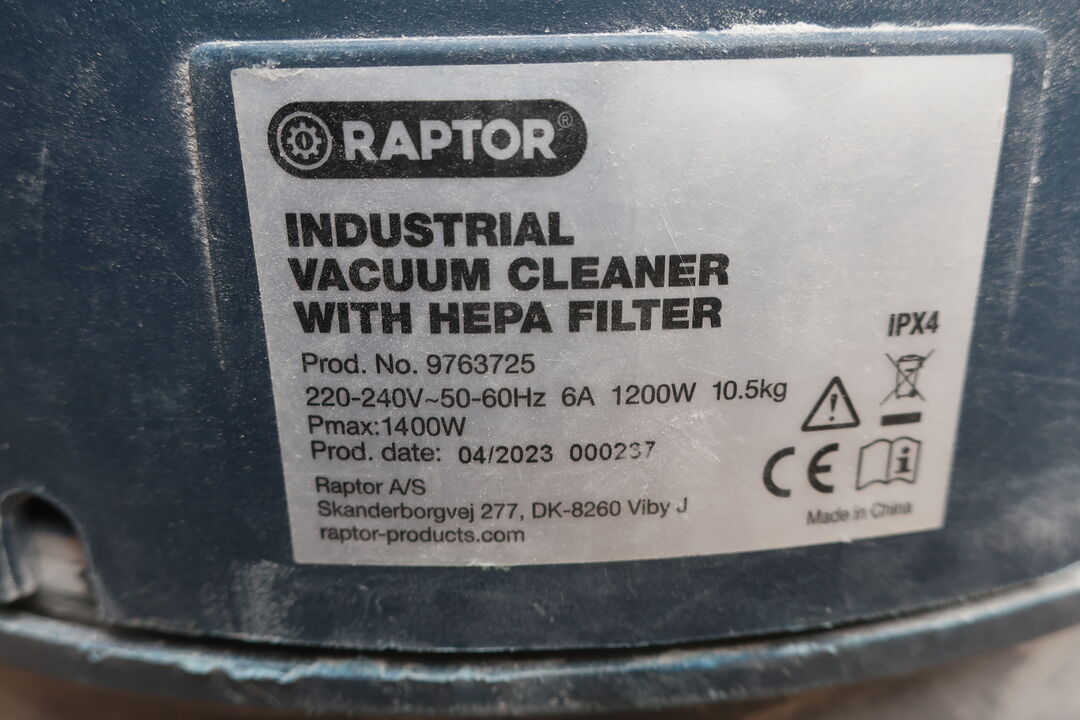 RAPTOR®
INDUSTRIAL
VACUUM CLEANER
WITH HEPA FILTER
iPX4
Prod. No. 9763725
220-240V~50-60Hz 6A 1200W 10.5kg
Pmax:1400W
Prod. date: 04/2023 000237
CE
Raptor A/S
Skanderborgvej 277, DK-8260 Viby J
Made in China
raptor-products.com